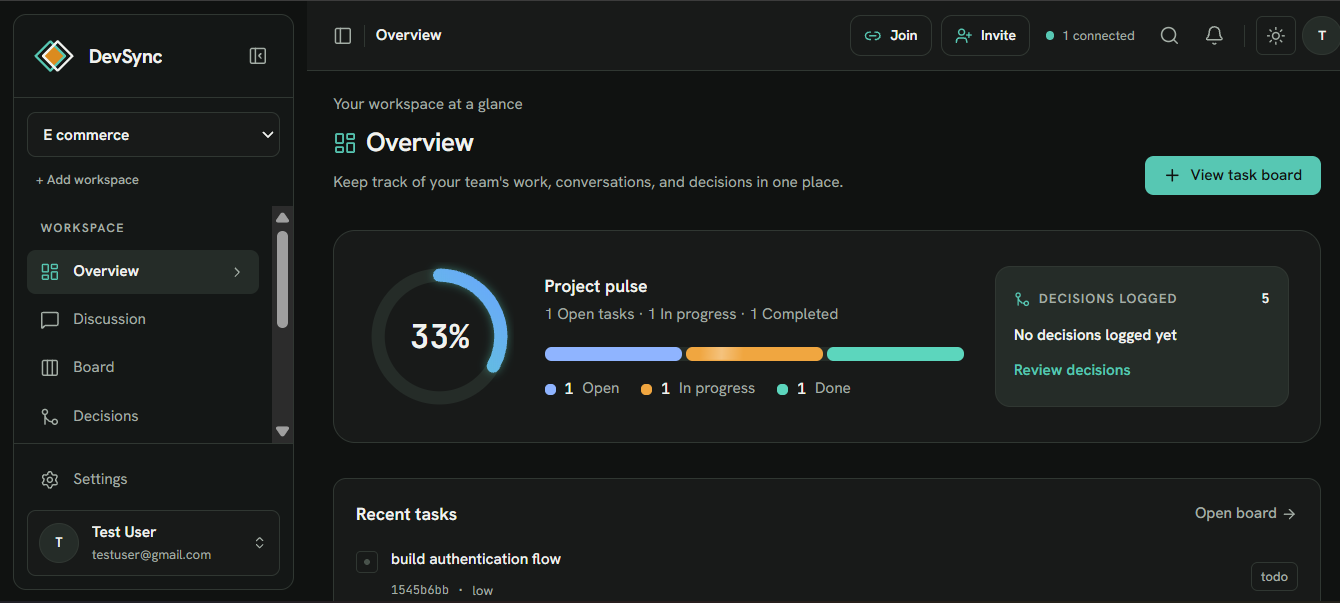 DevSync
E commerce
+ Add workspace
WORKSPACE
Overview
Discussion
Board
Decisions
Settings
T
Test User
testuser@gmail.com
Overview
Join
Invite
1 connected
T
Your workspace at a glance
Overview
Keep track of your team's work, conversations, and decisions in one place.
View task board
33%
Project pulse
1 Open tasks · 1 In progress · 1 Completed
1 Open 1 In progress 1 Done
DECISIONS LOGGED 5
No decisions logged yet
Review decisions
Recent tasks
Open board →
build authentication flow
1545b6bb · low
todo